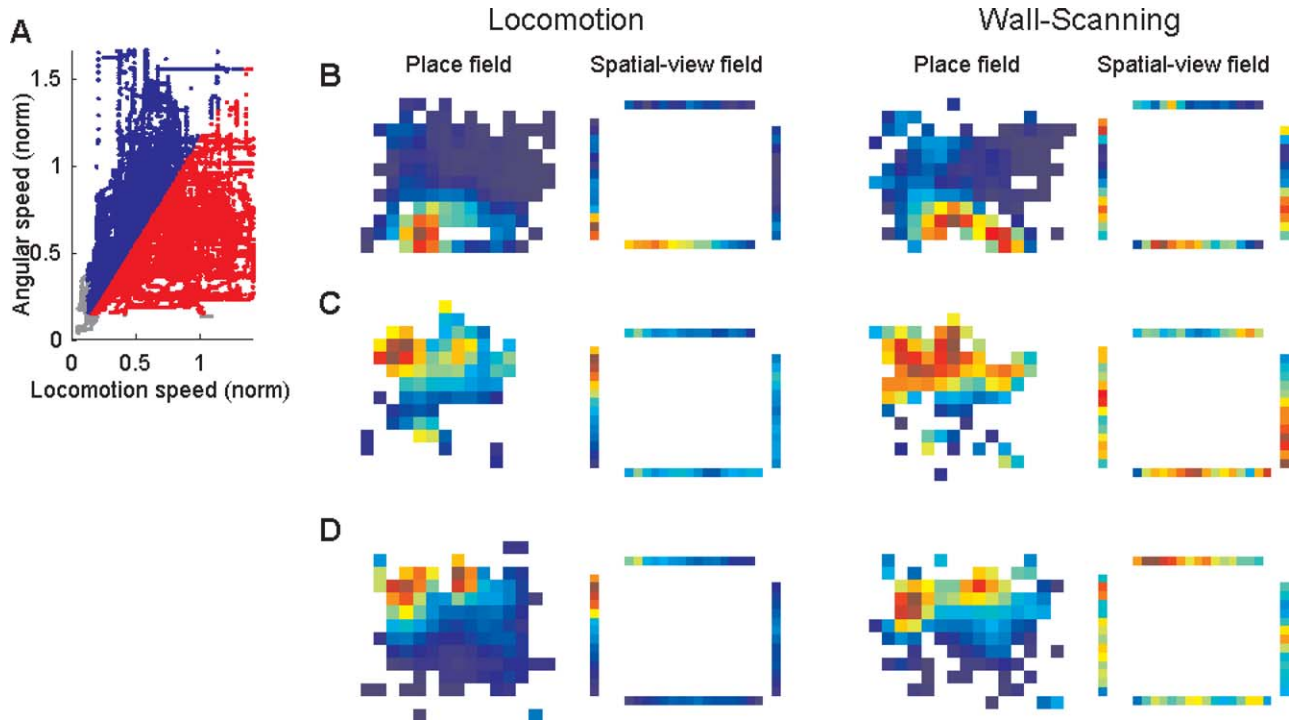 Locomotion Wall-Scanning
A
B
Place field Spatial-view field Place field Spatial-view field
1.5
1
0.5
0
Angular speed (norm)
0 0.5 1
Locomotion speed (norm)
C
D